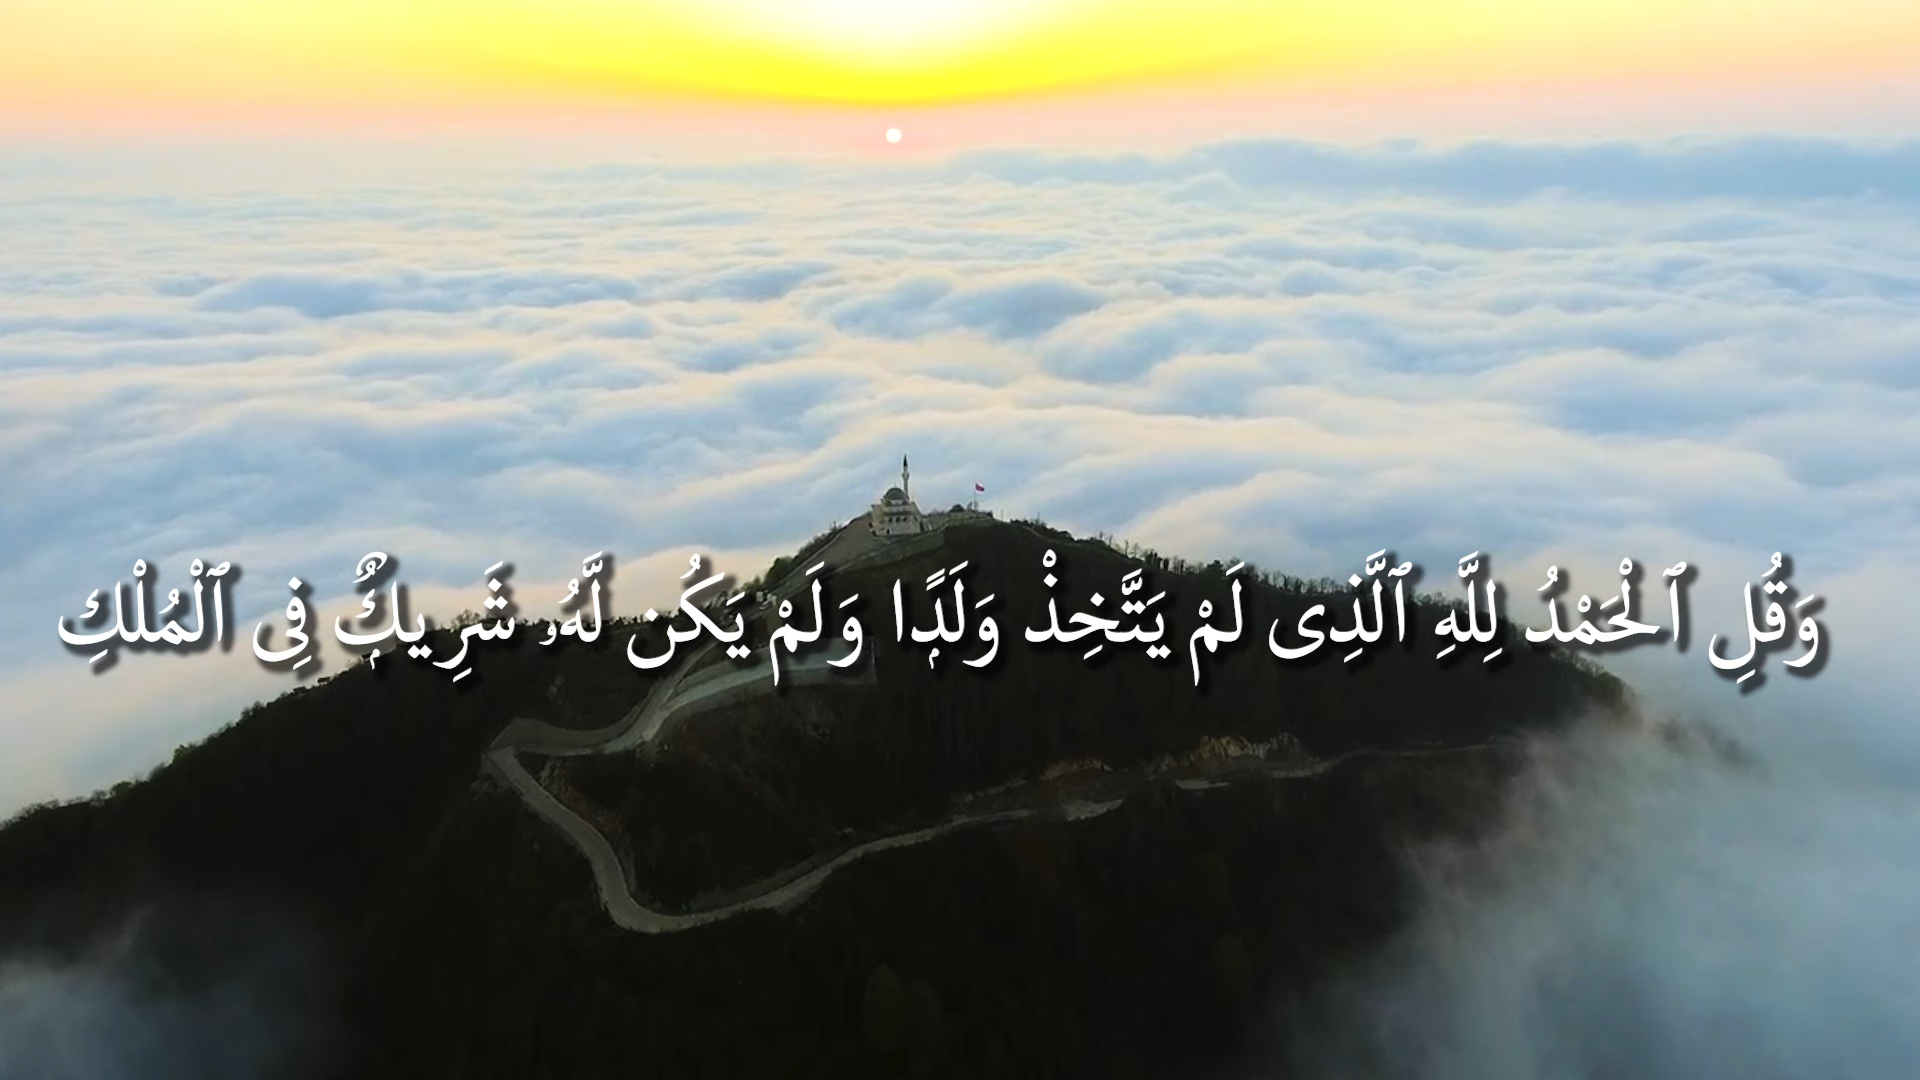 وَقُلِ ٱلْحَمْدُ لِلَّهِ ٱلَّذِى لَمْ يَتَّخِذْ وَلَدًۭا وَلَمْ يَكُن لَّهُۥ شَرِيكٌۭ فِى ٱلْمُلْكِ